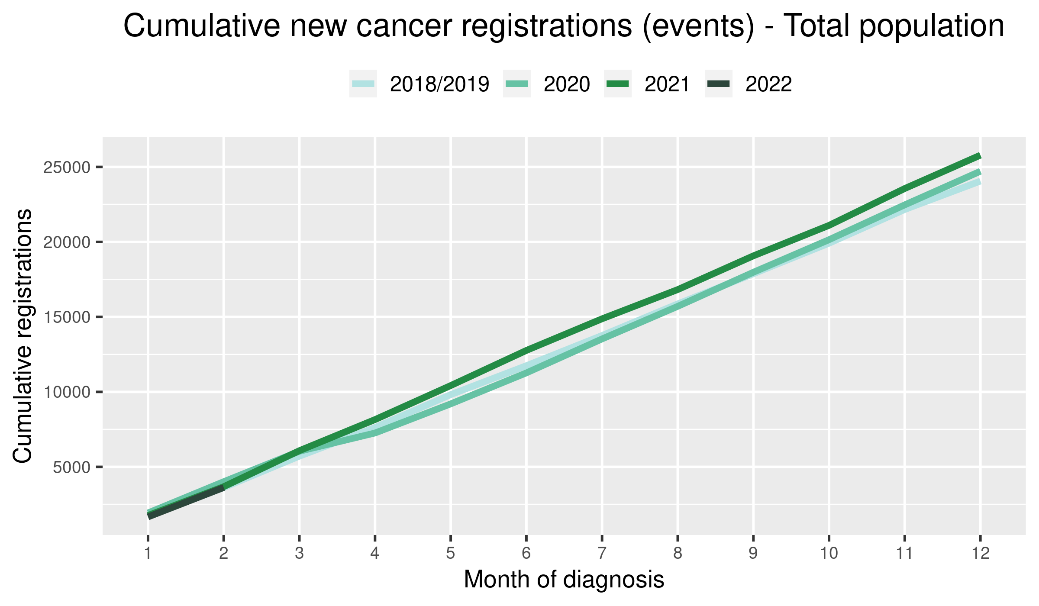 Cumulative new cancer registrations (events) - Total population
2018/2019 2020 2021 2022
25000
20000
15000
10000
5000
Cumulative registrations
1 2 3 4 5 6 7 8 9 10 11 12
Month of diagnosis